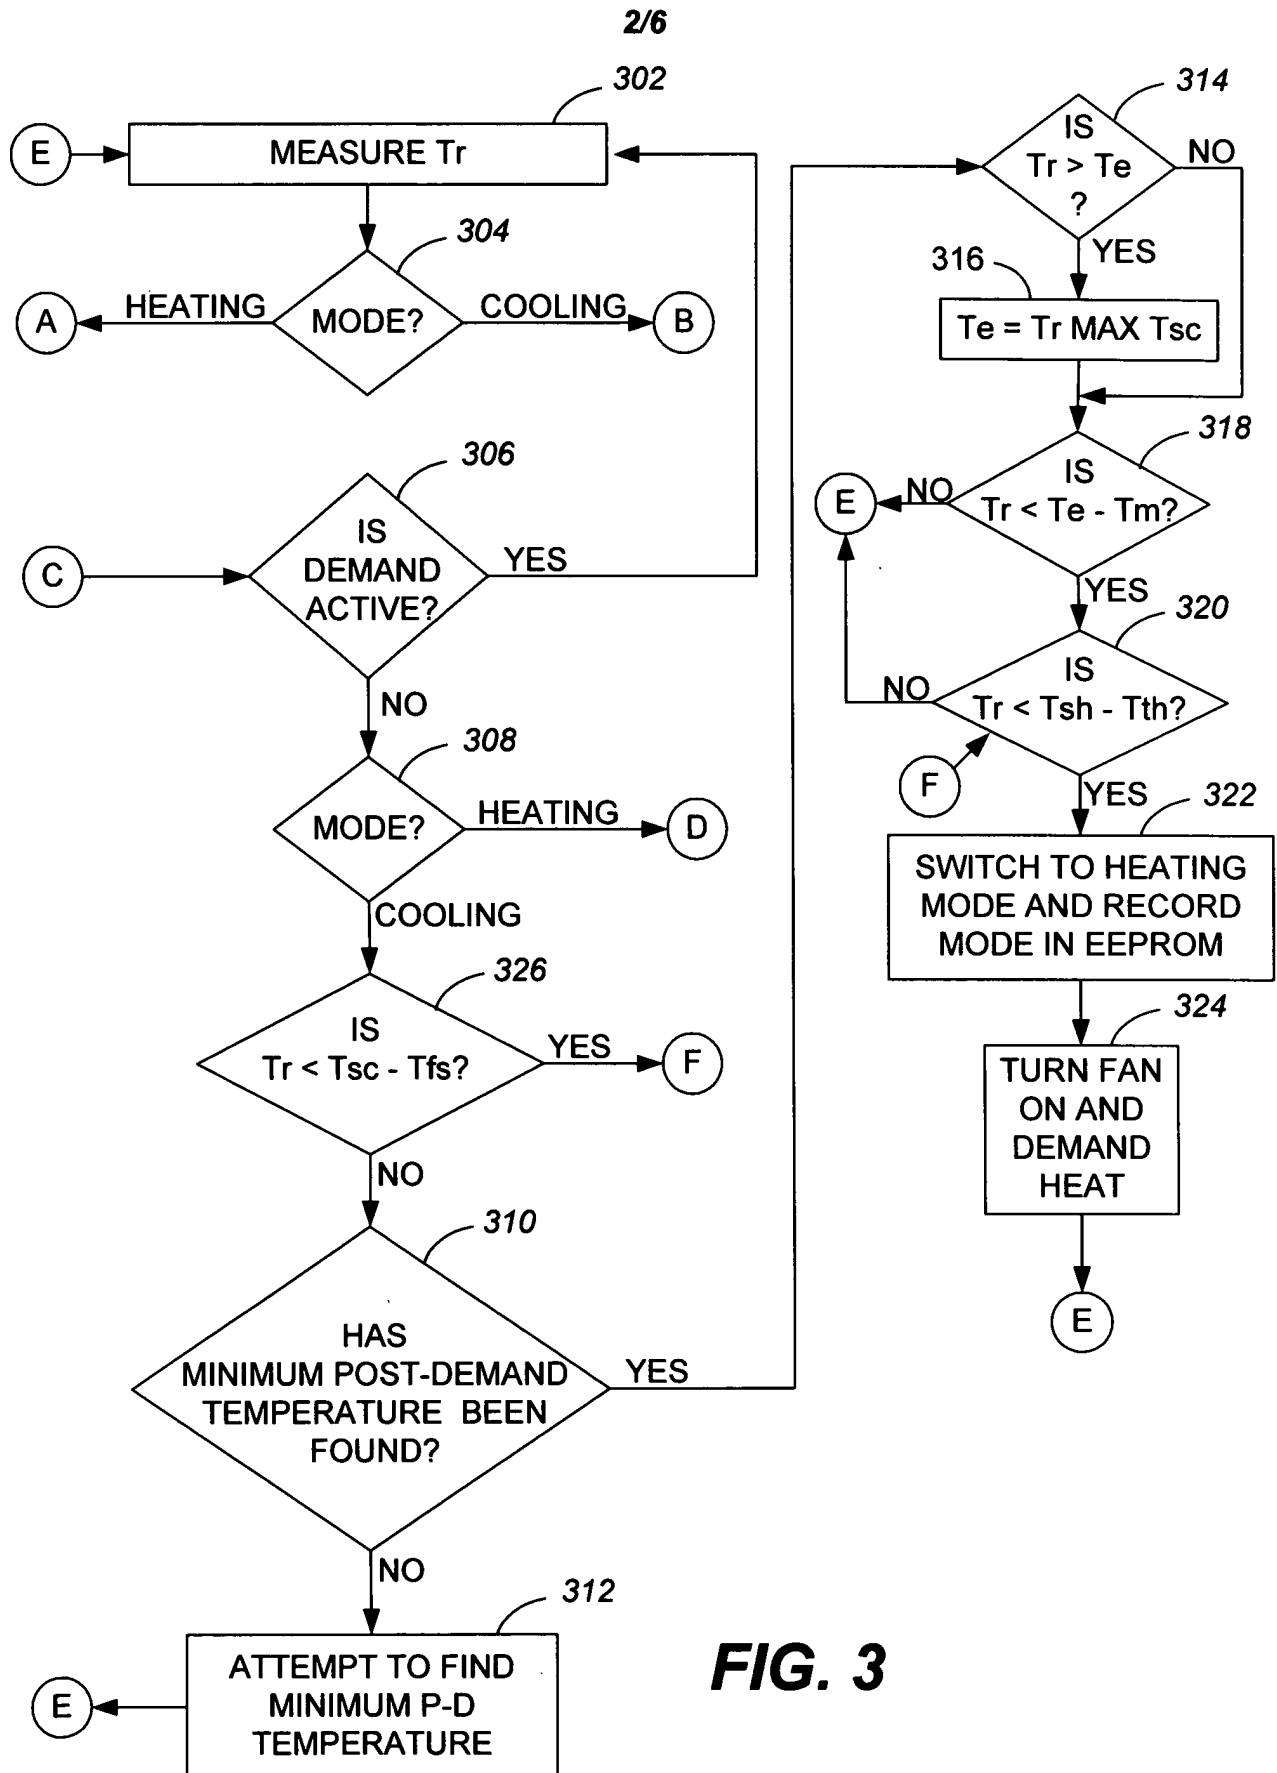 2/6
302
E
MEASURE Tr
304
A
HEATING
MODE?
COOLING
B
306
C
IS
DEMAND
ACTIVE?
YES
NO
308
MODE?
HEATING
D
COOLING
326
IS
Tr < Tsc - Tfs?
YES
F
NO
310
HAS
MINIMUM POST-DEMAND
TEMPERATURE BEEN
FOUND?
YES
NO
312
E
ATTEMPT TO FIND
MINIMUM P-D
TEMPERATURE
314
IS
Tr > Te
?
NO
YES
316
Te = Tr MAX Tsc
318
IS
Tr < Te - Tm?
NO
E
YES
320
IS
Tr < Tsh - Tth?
NO
F
YES
322
SWITCH TO HEATING
MODE AND RECORD
MODE IN EEPROM
324
TURN FAN
ON AND
DEMAND
HEAT
E
FIG. 3